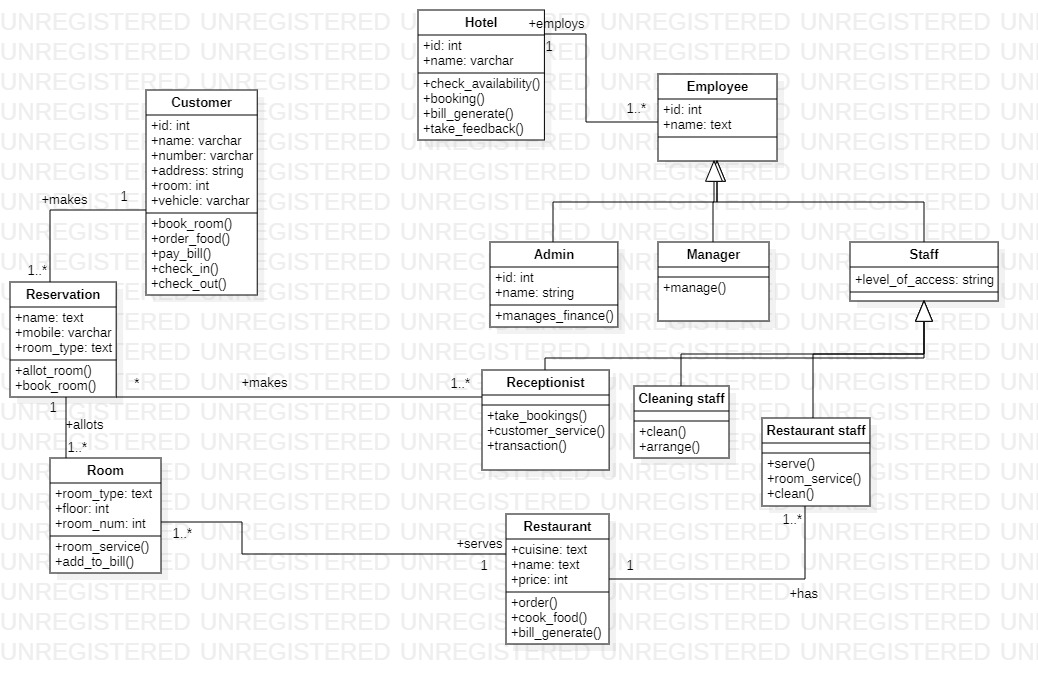 Hotel
+id: int
+name: varchar
+check_availability()
+booking()
+bill_generate()
+take_feedback()
+employs
1
1..*
Employee
+id: int
+name: text
Customer
+id: int
+name: varchar
+number: varchar
+address: string
+room: int
+vehicle: varchar
+book_room()
+order_food()
+pay_bill()
+check_in()
+check_out()
+makes
1
1..*
Admin
+id: int
+name: string
+manages_finance()
Manager
+manage()
Staff
+level_of_access: string
Reservation
+name: text
+mobile: varchar
+room_type: text
+allot_room()
+book_room()
*
+makes
1..*
Receptionist
+take_bookings()
+customer_service()
+transaction()
Cleaning staff
+clean()
+arrange()
Restaurant staff
+serve()
+room_service()
+clean()
1
+allots
1..*
Room
+room_type: text
+floor: int
+room_num: int
+room_service()
+add_to_bill()
1..*
+serves
1
Restaurant
+cuisine: text
+name: text
+price: int
+order()
+cook_food()
+bill_generate()
1
1..*
+has
UNREGISTERED